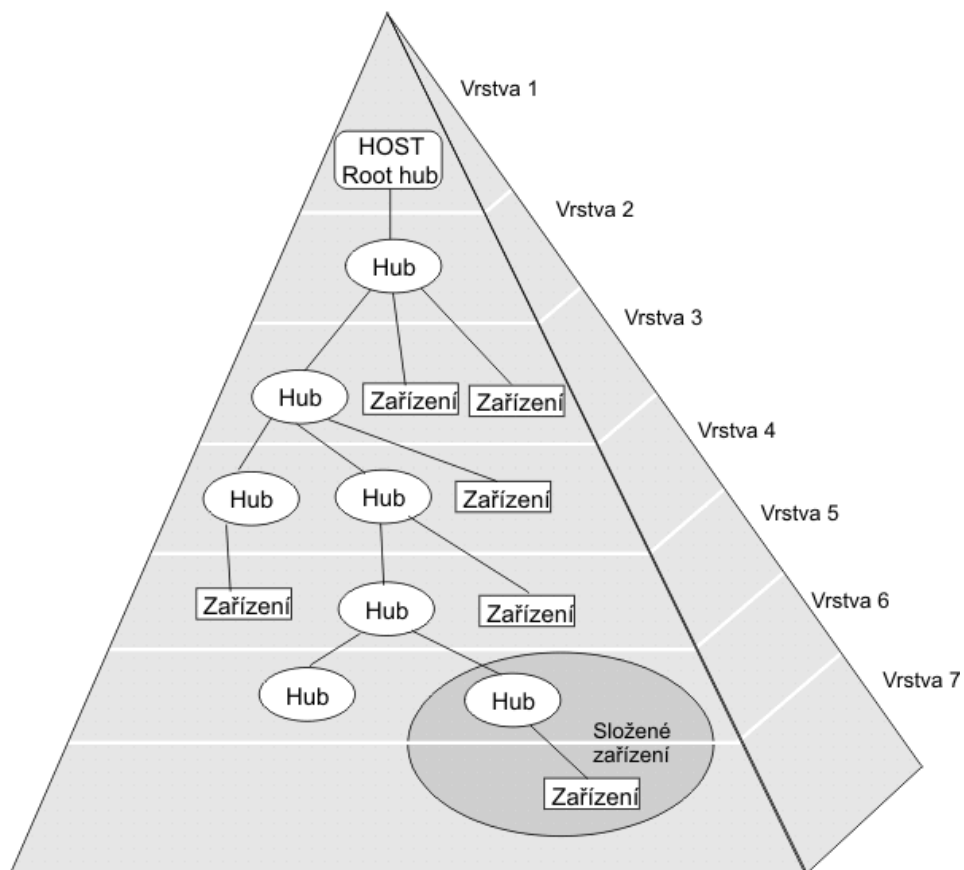 Vrstva 1
HOST
Root hub
Vrstva 2
Hub
Vrstva 3
Hub
Zařízení
Zařízení
Vrstva 4
Hub
Hub
Zařízení
Vrstva 5
Zařízení
Hub
Zařízení
Vrstva 6
Hub
Hub
Složené
zařízení
Vrstva 7
Zařízení